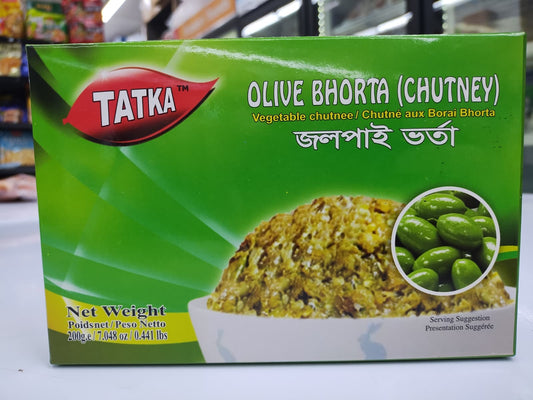 TATKA™
OLIVE BHORTA (CHUTNEY)
Vegetable chutnee / Chutné aux Borai Bhorta
জলপাই ভর্তা
Net Weight
Poidsnet / Peso Netto
200g e / 7.048 oz / 0.441 lbs
Serving Suggestion
Presentation Suggérée